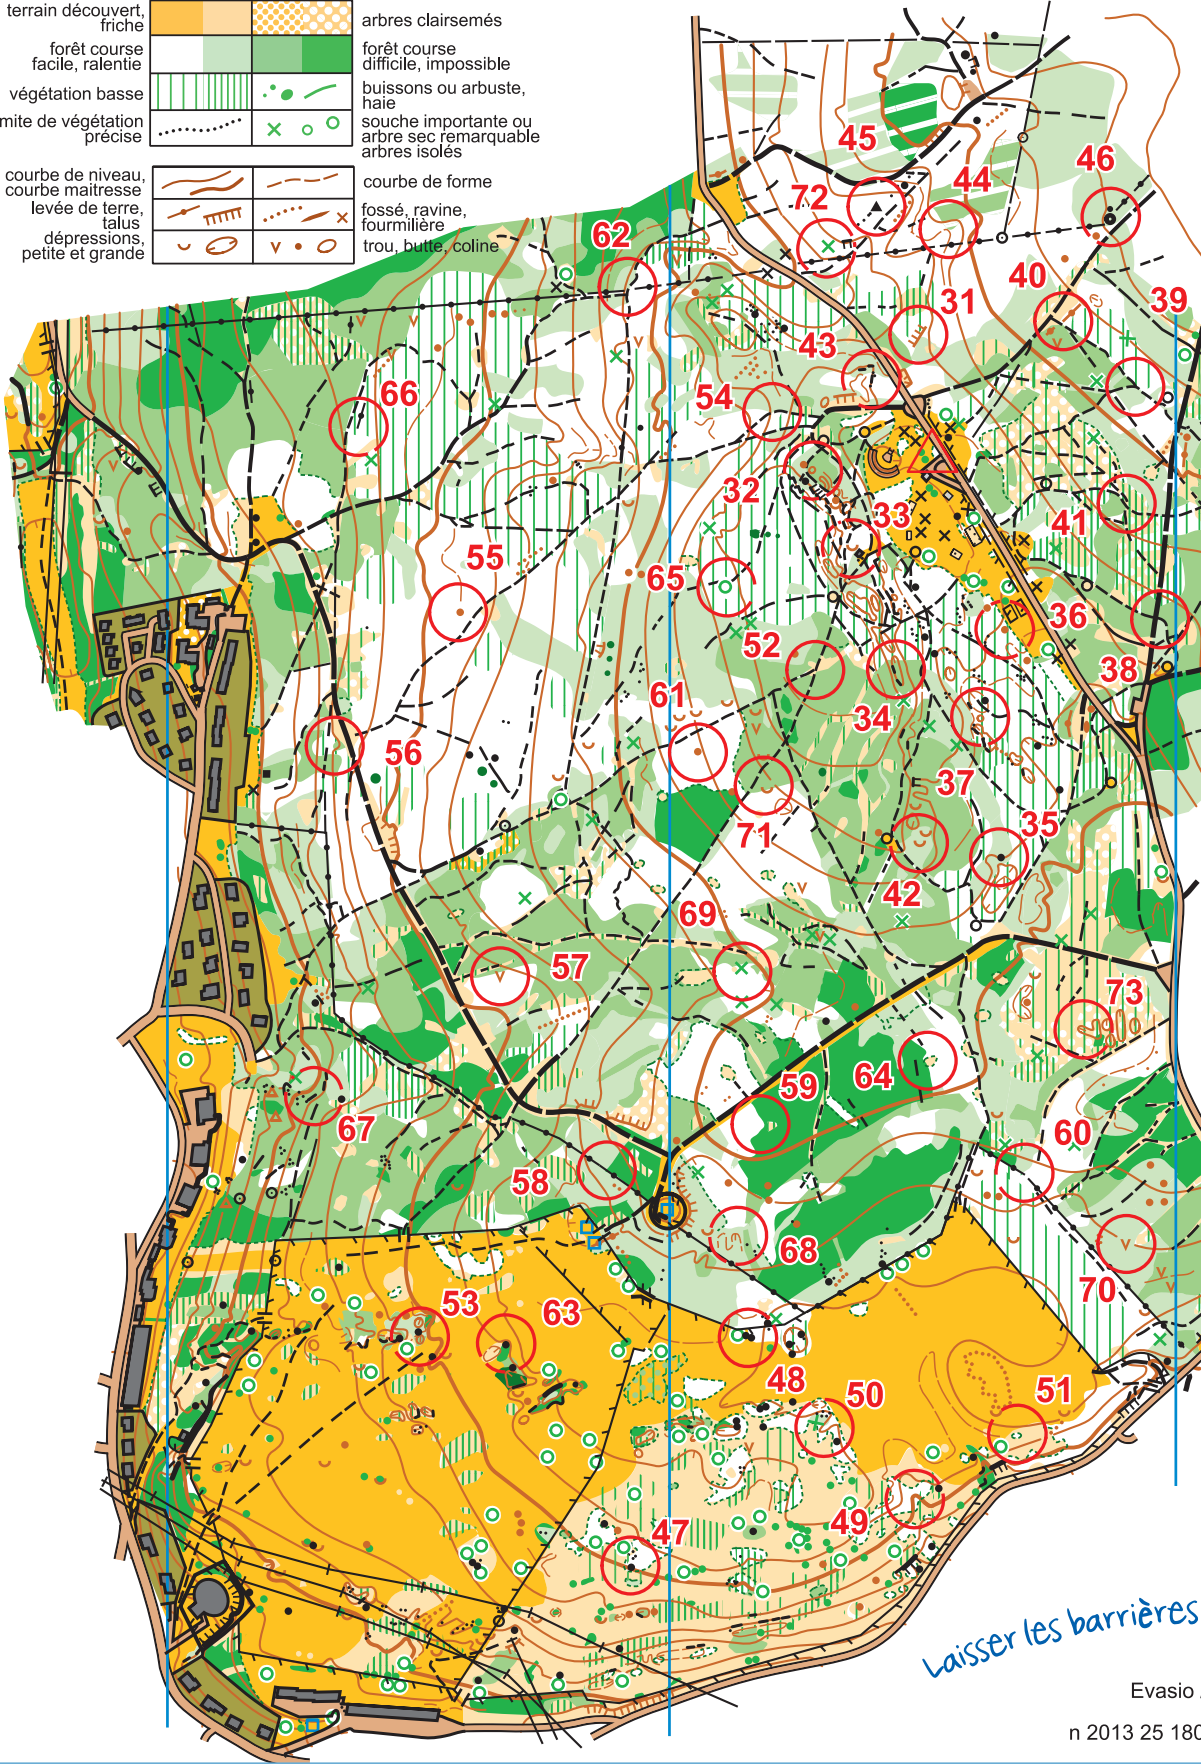 terrain découvert,
friche
arbres clairsemés
forêt course
facile, ralentie
forêt course
difficile, impossible
végétation basse
buissons ou arbuste,
haie
mite de végétation
précise
souche importante ou
arbre sec remarquable
arbres isolés
courbe de niveau,
courbe maitresse
courbe de forme
levée de terre,
talus
fossé, ravine,
fourmilière
dépressions,
petite et grande
trou, butte, coline
45
46
44
72
62
40
39
31
43
66
54
32
33
41
55
65
36
52
38
61
34
56
37
35
71
42
69
57
73
59
64
67
60
58
68
70
53
63
48
50
51
49
47
Laisser les barrières
Evasio
n 2013 25 180